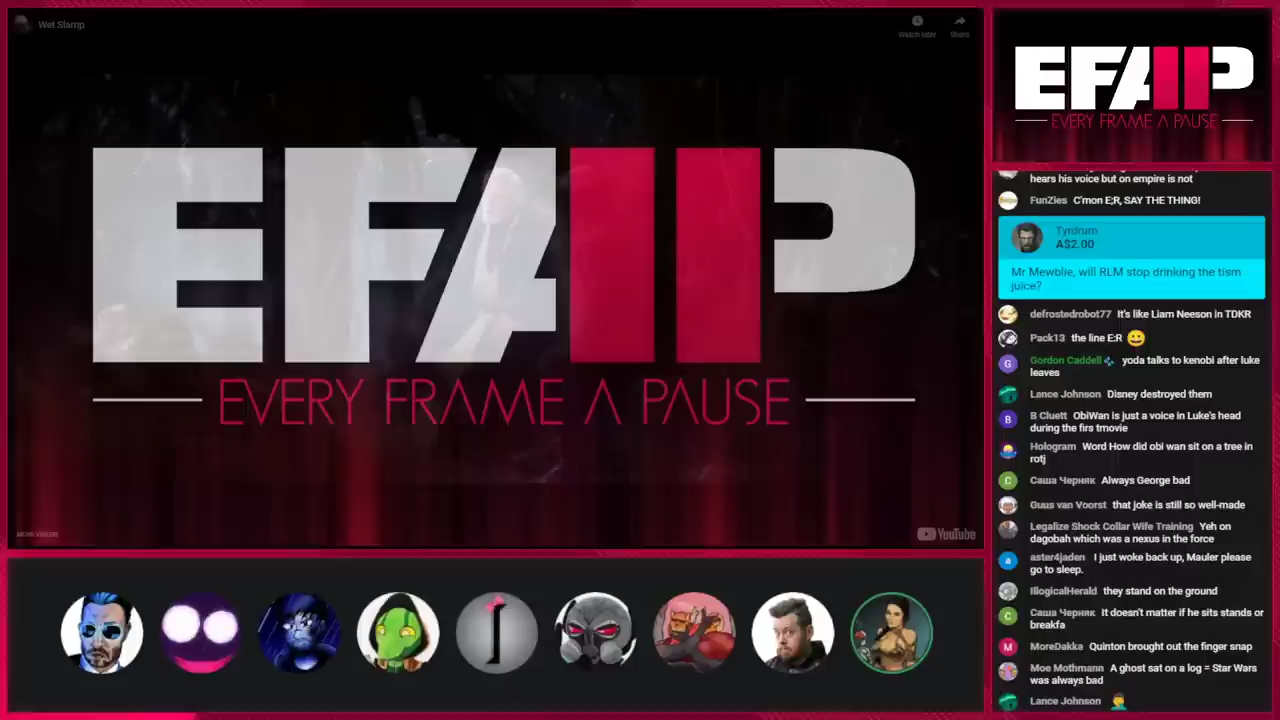 Wet Slamp
Watch later
Share
EFAP
EVERY FRAME A PAUSE
MORE VIDEOS
YouTube
EFAP
EVERY FRAME A PAUSE
hears his voice but on empire is not
FunZies C'mon E;R, SAY THE THING!
Tyrdrum
A$2.00
Mr Mewblie, will RLM stop drinking the tism
juice?
defrostedrobot77 It's like Liam Neeson in TDKR
Pack13 the line E:R 😀
Gordon Caddell yoda talks to kenobi after luke
leaves
Lance Johnson Disney destroyed them
B Cluett ObiWan is just a voice in Luke's head
during the firs tmovie
Hologram Word How did obi wan sit on a tree in
rotj
Саша Черняк Always George bad
Guus van Voorst that joke is still so well-made
Legalize Shock Collar Wife Training Yeh on
dagobah which was a nexus in the force
aster4jaden I just woke back up, Mauler please
go to sleep.
IllogicalHerald they stand on the ground
Саша Черняк It doesn't matter if he sits stands or
breakfa
MoreDakka Quinton brought out the finger snap
Moe Mothmann A ghost sat on a log = Star Wars
was always bad
Lance Johnson 🤦‍♂️